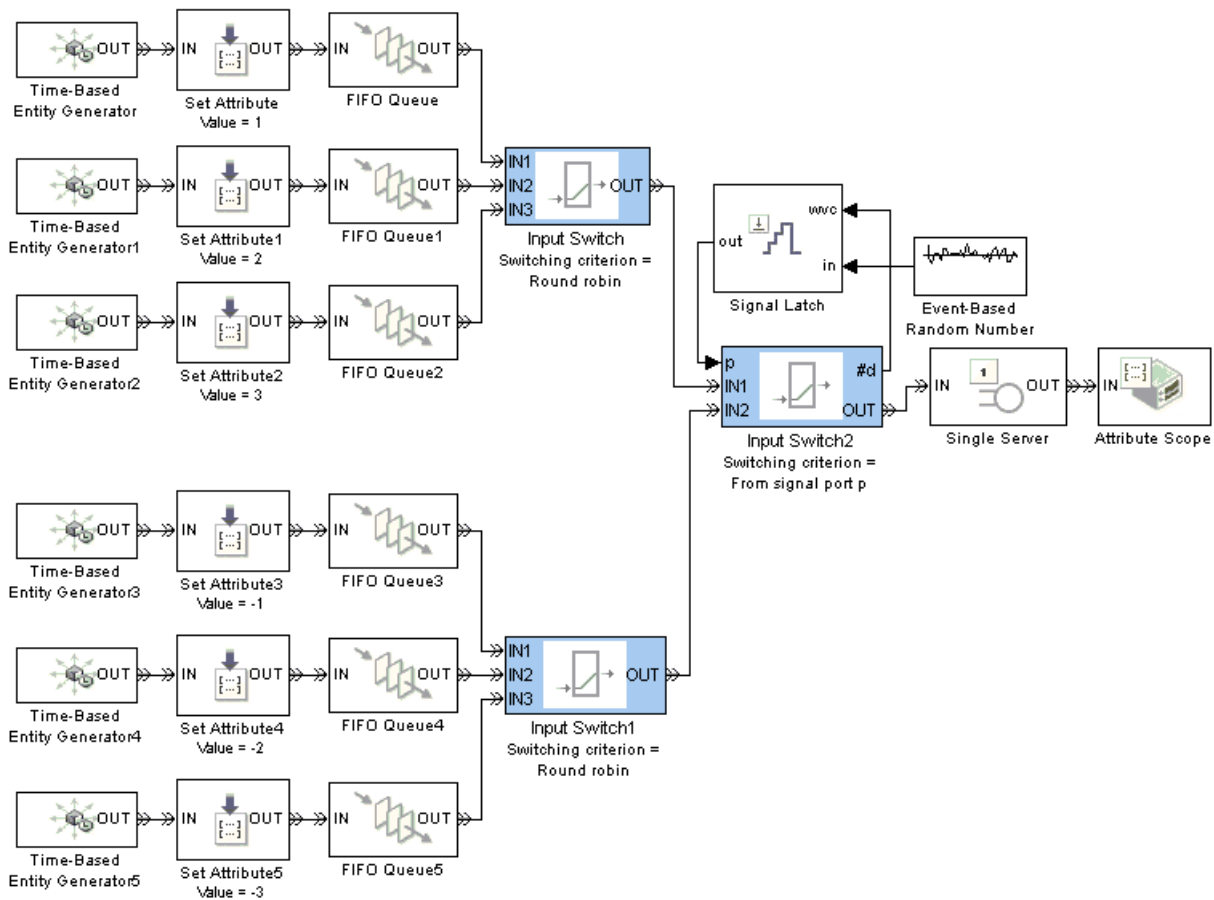 OUT
Time-Based
Entity Generator
IN OUT
Set Attribute
Value = 1
IN OUT
FIFO Queue
OUT
Time-Based
Entity Generator1
IN OUT
Set Attribute1
Value = 2
IN OUT
FIFO Queue1
OUT
Time-Based
Entity Generator2
IN OUT
Set Attribute2
Value = 3
IN OUT
FIFO Queue2
IN1
IN2 OUT
IN3
Input Switch
Switching criterion =
Round robin
wvc
out
in
Signal Latch
Event-Based
Random Number
p
#d
IN1
IN2 OUT
Input Switch2
Switching criterion =
From signal port p
1
IN OUT
Single Server
IN
Attribute Scope
OUT
Time-Based
Entity Generator3
IN OUT
Set Attribute3
Value = -1
IN OUT
FIFO Queue3
OUT
Time-Based
Entity Generator4
IN OUT
Set Attribute4
Value = -2
IN OUT
FIFO Queue4
OUT
Time-Based
Entity Generator5
IN OUT
Set Attribute5
Value = -3
IN OUT
FIFO Queue5
IN1
IN2 OUT
IN3
Input Switch1
Switching criterion =
Round robin